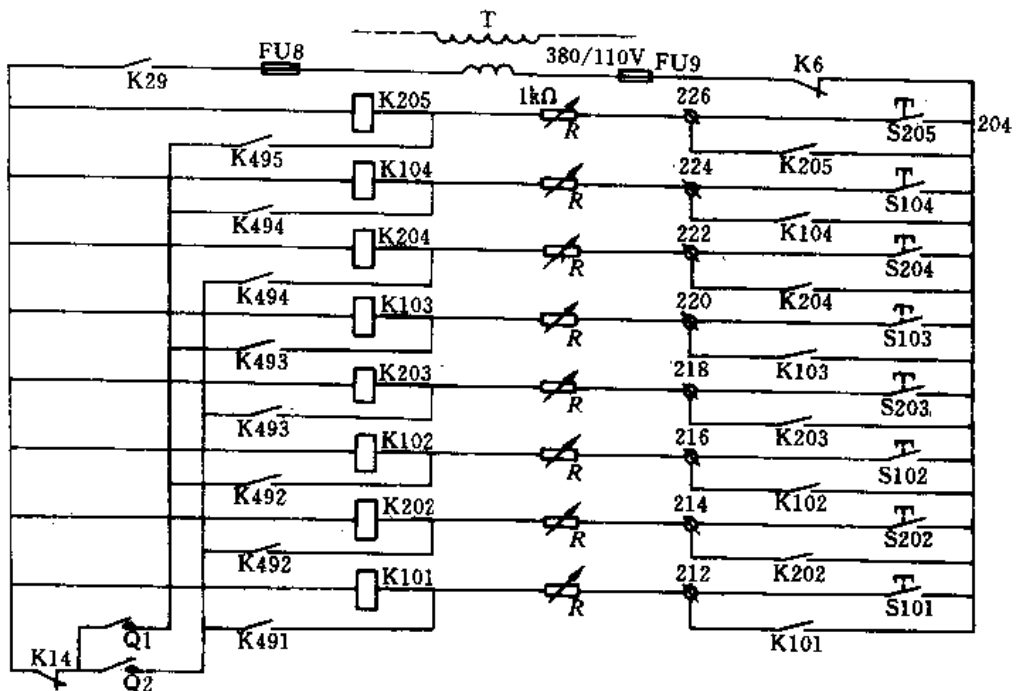 T
FU8
380/110V
FU9
K6
K29
K205
1kΩ
R
226
S205
204
K495
K205
K104
R
224
S104
K494
K104
K204
R
222
S204
K494
K204
K103
R
220
S103
K493
K103
K203
R
218
S203
K493
K203
K102
R
216
S102
K492
K102
K202
R
214
S202
K492
K202
K101
R
212
S101
Q1
K491
K101
K14
Q2